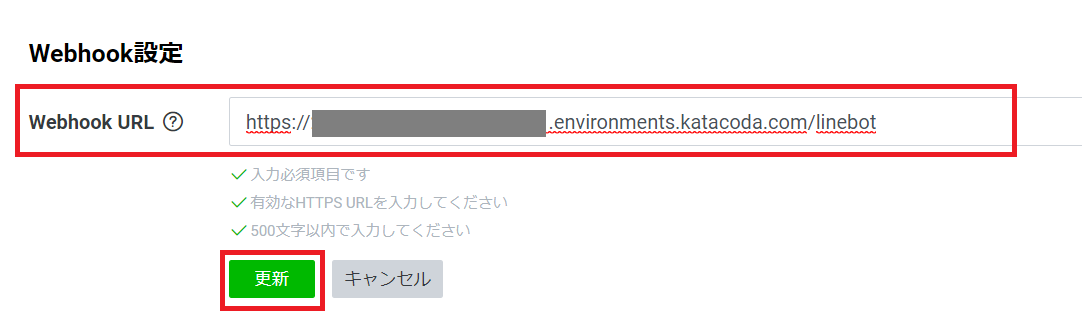 Webhook設定
Webhook URL ?
https://.environments.katacoda.com/linebot
入力必須項目です
有効なHTTPS URLを入力してください
500文字以内で入力してください
更新 キャンセル